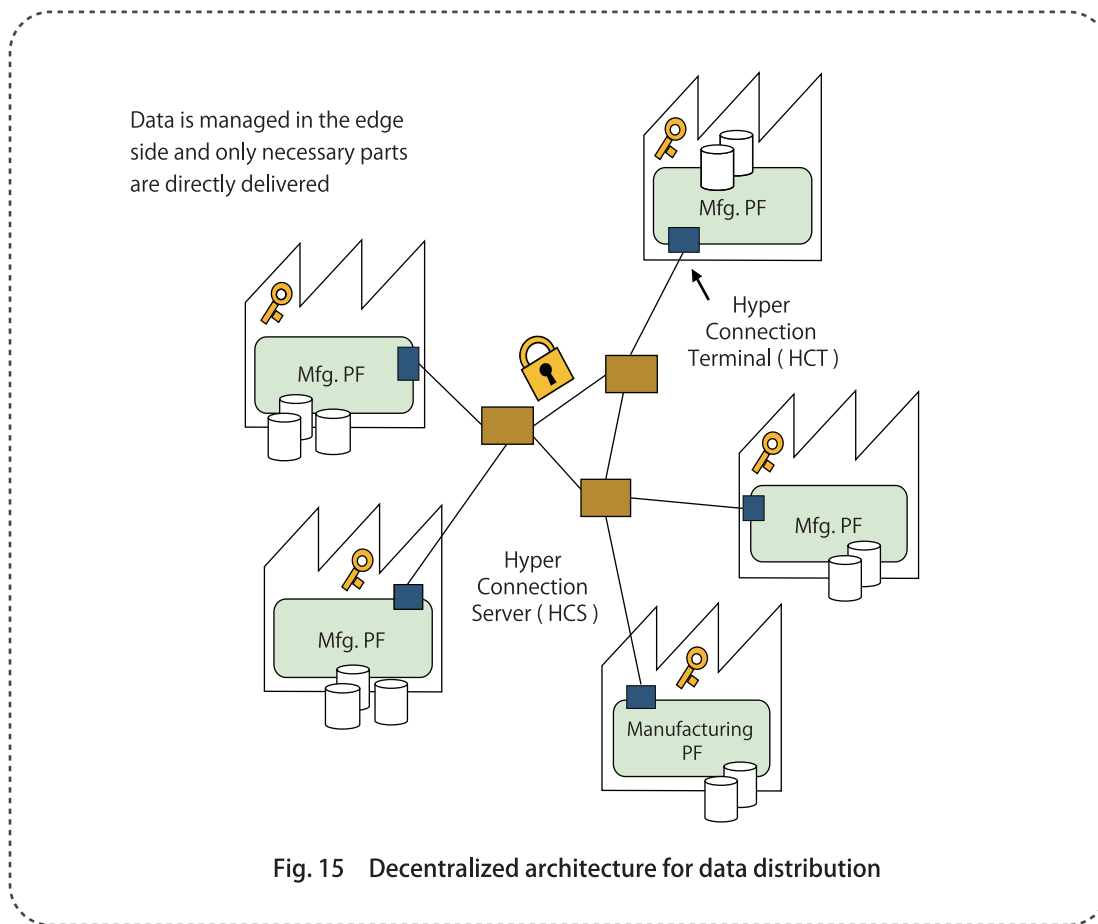 Data is managed in the edge
side and only necessary parts
are directly delivered
Mfg. PF
Hyper
Connection
Terminal ( HCT )
Mfg. PF
Mfg. PF
Hyper
Connection
Server ( HCS )
Mfg. PF
Manufacturing
PF
Fig. 15 Decentralized architecture for data distribution